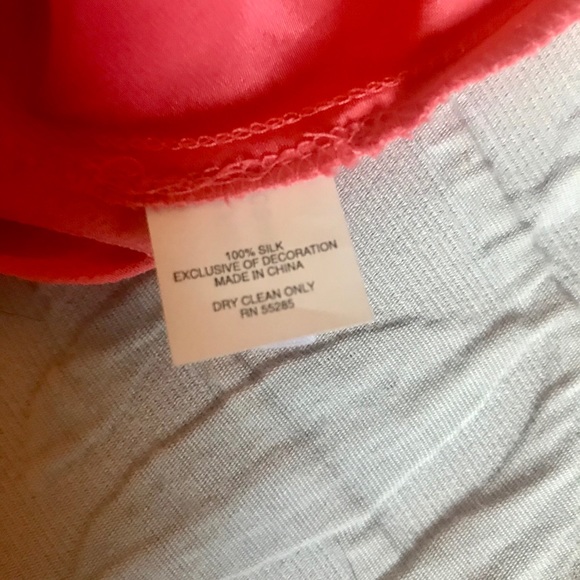 100% SILK
EXCLUSIVE OF DECORATION
MADE IN CHINA
DRY CLEAN ONLY
RN 55285